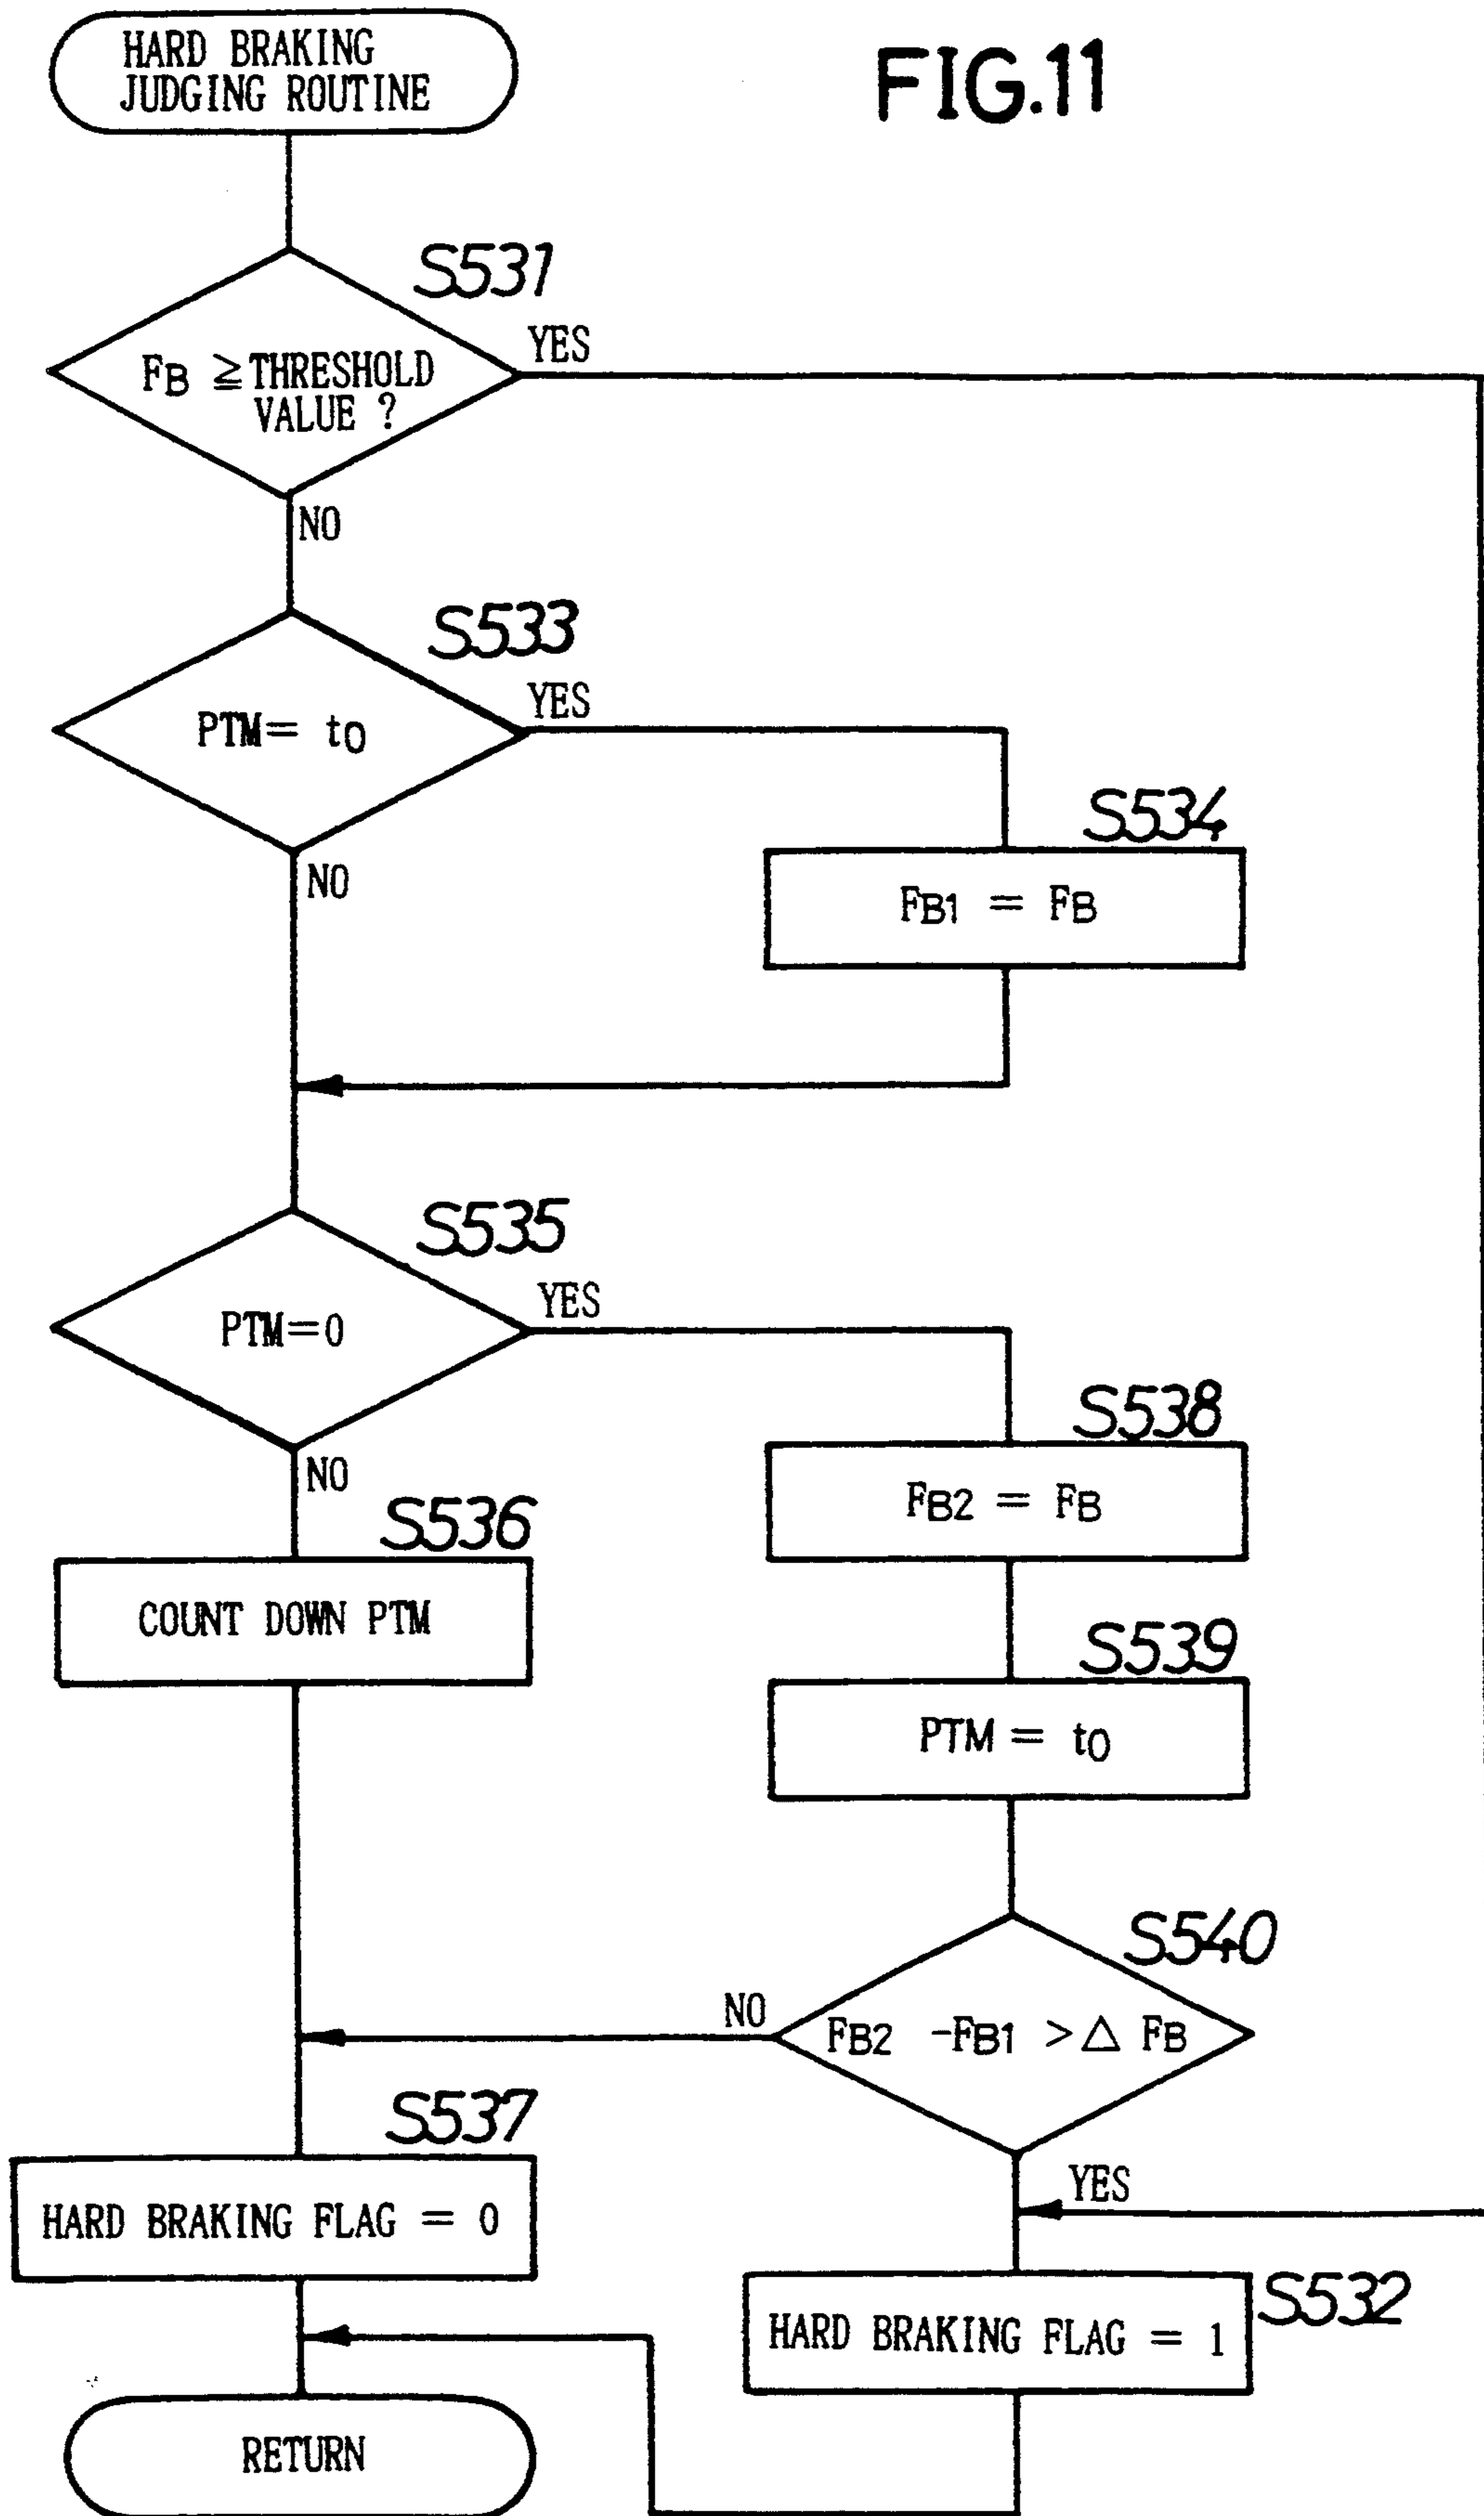 HARD BRAKING
JUDGING ROUTINE
FIG.11
S531
FB ≧ THRESHOLD
VALUE ?
YES
NO
S533
PTM= t0
YES
NO
S534
FB1 = FB
S535
PTM=0
YES
NO
S538
FB2 = FB
S536
COUNT DOWN PTM
S539
PTM = t0
S540
FB2 -FB1 >△ FB
NO
YES
S537
HARD BRAKING FLAG = 0
S532
HARD BRAKING FLAG = 1
RETURN